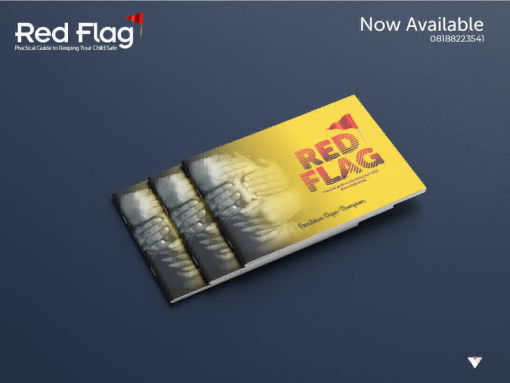 Red Flag
Practical Guide to Keeping Your Child Safe
Now Available
08188223541
RED
FLAG